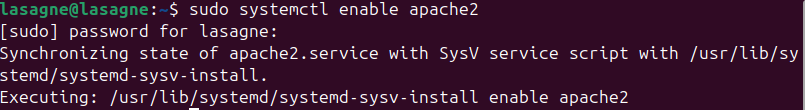 lasagne@lasagne:~$ sudo systemctl enable apache2
[sudo] password for lasagne:
Synchronizing state of apache2.service with SysV service script with /usr/lib/sy
stemd/systemd-sysv-install.
Executing: /usr/lib/systemd/systemd-sysv-install enable apache2